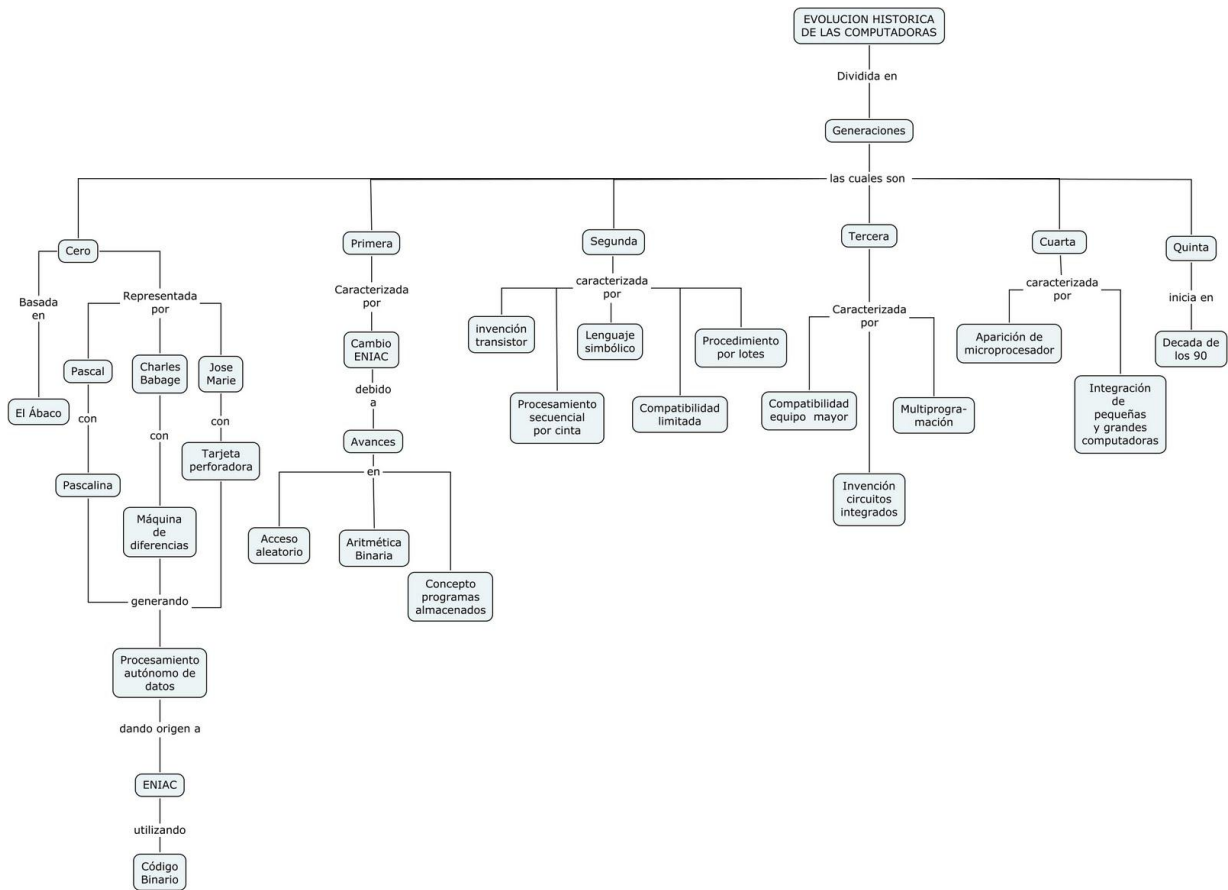 EVOLUCION HISTORICA
DE LAS COMPUTADORAS
Dividida en
Generaciones
las cuales son
Cero
Basada
en
El Ábaco
Representada
por
Pascal
con
Pascalina
Charles
Babage
con
Máquina
de
diferencias
Jose
Marie
con
Tarjeta
perforadora
generando
Procesamiento
autónomo de
datos
dando origen a
ENIAC
utilizando
Código
Binario
Primera
Caracterizada
por
Cambio
ENIAC
debido
a
Avances
en
Acceso
aleatorio
Aritmética
Binaria
Concepto
programas
almacenados
Segunda
caracterizada
por
invención
transistor
Procesamiento
secuencial
por cinta
Lenguaje
simbólico
Compatibilidad
limitada
Procedimiento
por lotes
Tercera
Caracterizada
por
Compatibilidad
equipo mayor
Invención
circuitos
integrados
Multiprogra-
mación
Cuarta
caracterizada
por
Aparición de
microprocesador
Integración
de
pequeñas
y grandes
computadoras
Quinta
inicia en
Decada de
los 90